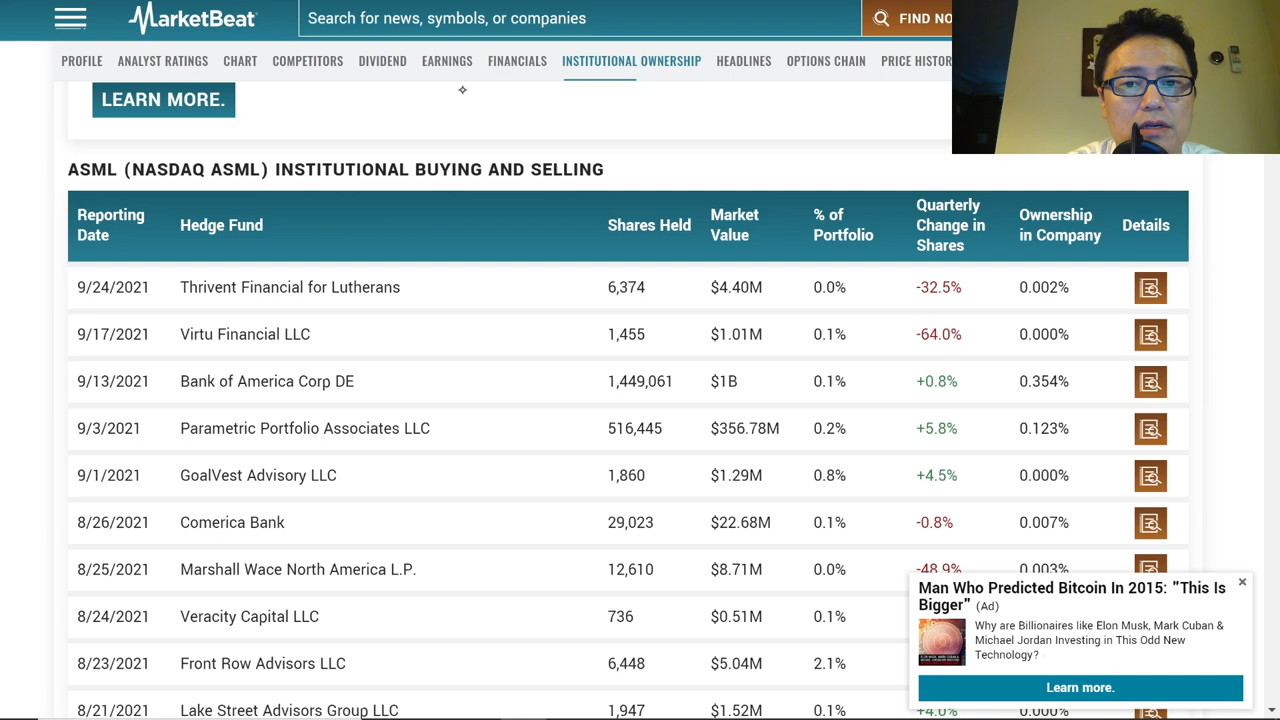 MarketBeat
Search for news, symbols, or companies
FIND NO
PROFILE ANALYST RATINGS CHART COMPETITORS DIVIDEND EARNINGS FINANCIALS INSTITUTIONAL OWNERSHIP HEADLINES OPTIONS CHAIN PRICE HISTOR
LEARN MORE.
ASML (NASDAQ ASML) INSTITUTIONAL BUYING AND SELLING
Reporting Date Hedge Fund Shares Held Market Value % of Portfolio Quarterly Change in Shares Ownership in Company Details
9/24/2021 Thrivent Financial for Lutherans 6,374 $4.40M 0.0% -32.5% 0.002%
9/17/2021 Virtu Financial LLC 1,455 $1.01M 0.1% -64.0% 0.000%
9/13/2021 Bank of America Corp DE 1,449,061 $1B 0.1% +0.8% 0.354%
9/3/2021 Parametric Portfolio Associates LLC 516,445 $356.78M 0.2% +5.8% 0.123%
9/1/2021 GoalVest Advisory LLC 1,860 $1.29M 0.8% +4.5% 0.000%
8/26/2021 Comerica Bank 29,023 $22.68M 0.1% -0.8% 0.007%
8/25/2021 Marshall Wace North America L.P. 12,610 $8.71M 0.0% -48.9% 0.003%
8/24/2021 Veracity Capital LLC 736 $0.51M 0.1%
8/23/2021 Front Row Advisors LLC 6,448 $5.04M 2.1%
8/21/2021 Lake Street Advisors Group LLC 1,947 $1.52M 0.1% +4.0% 0.000%
Man Who Predicted Bitcoin In 2015: "This Is
Bigger" (Ad)
Why are Billionaires like Elon Musk, Mark Cuban &
Michael Jordan Investing in This Odd New
Technology?
Learn more.